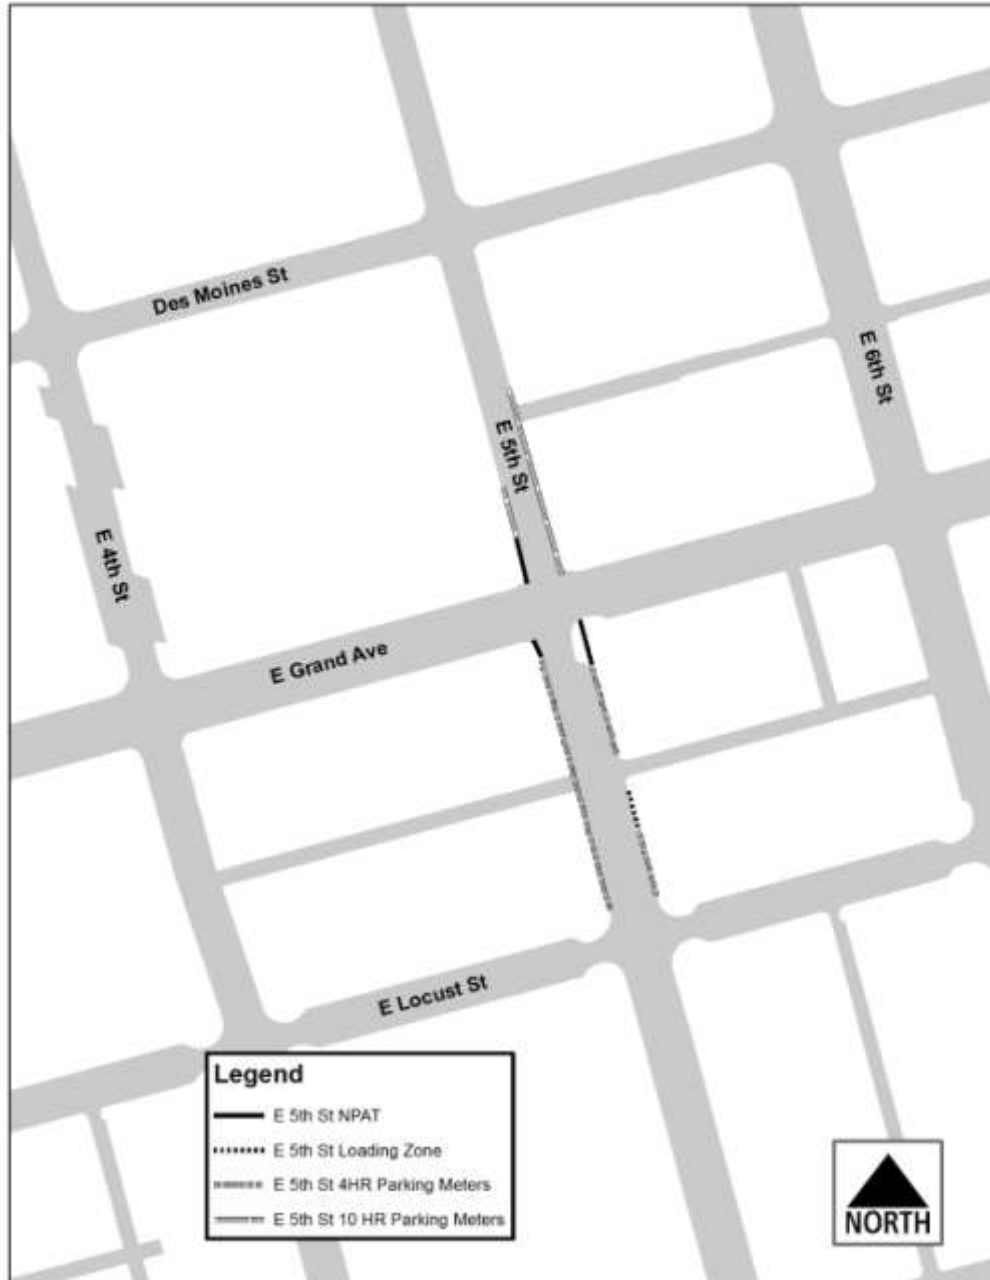 Des Moines St
E 6th St
E 5th St
E 4th St
E Grand Ave
E Locust St
Legend
E 5th St NPAT
E 5th St Loading Zone
E 5th St 4HR Parking Meters
E 5th St 10 HR Parking Meters
NORTH